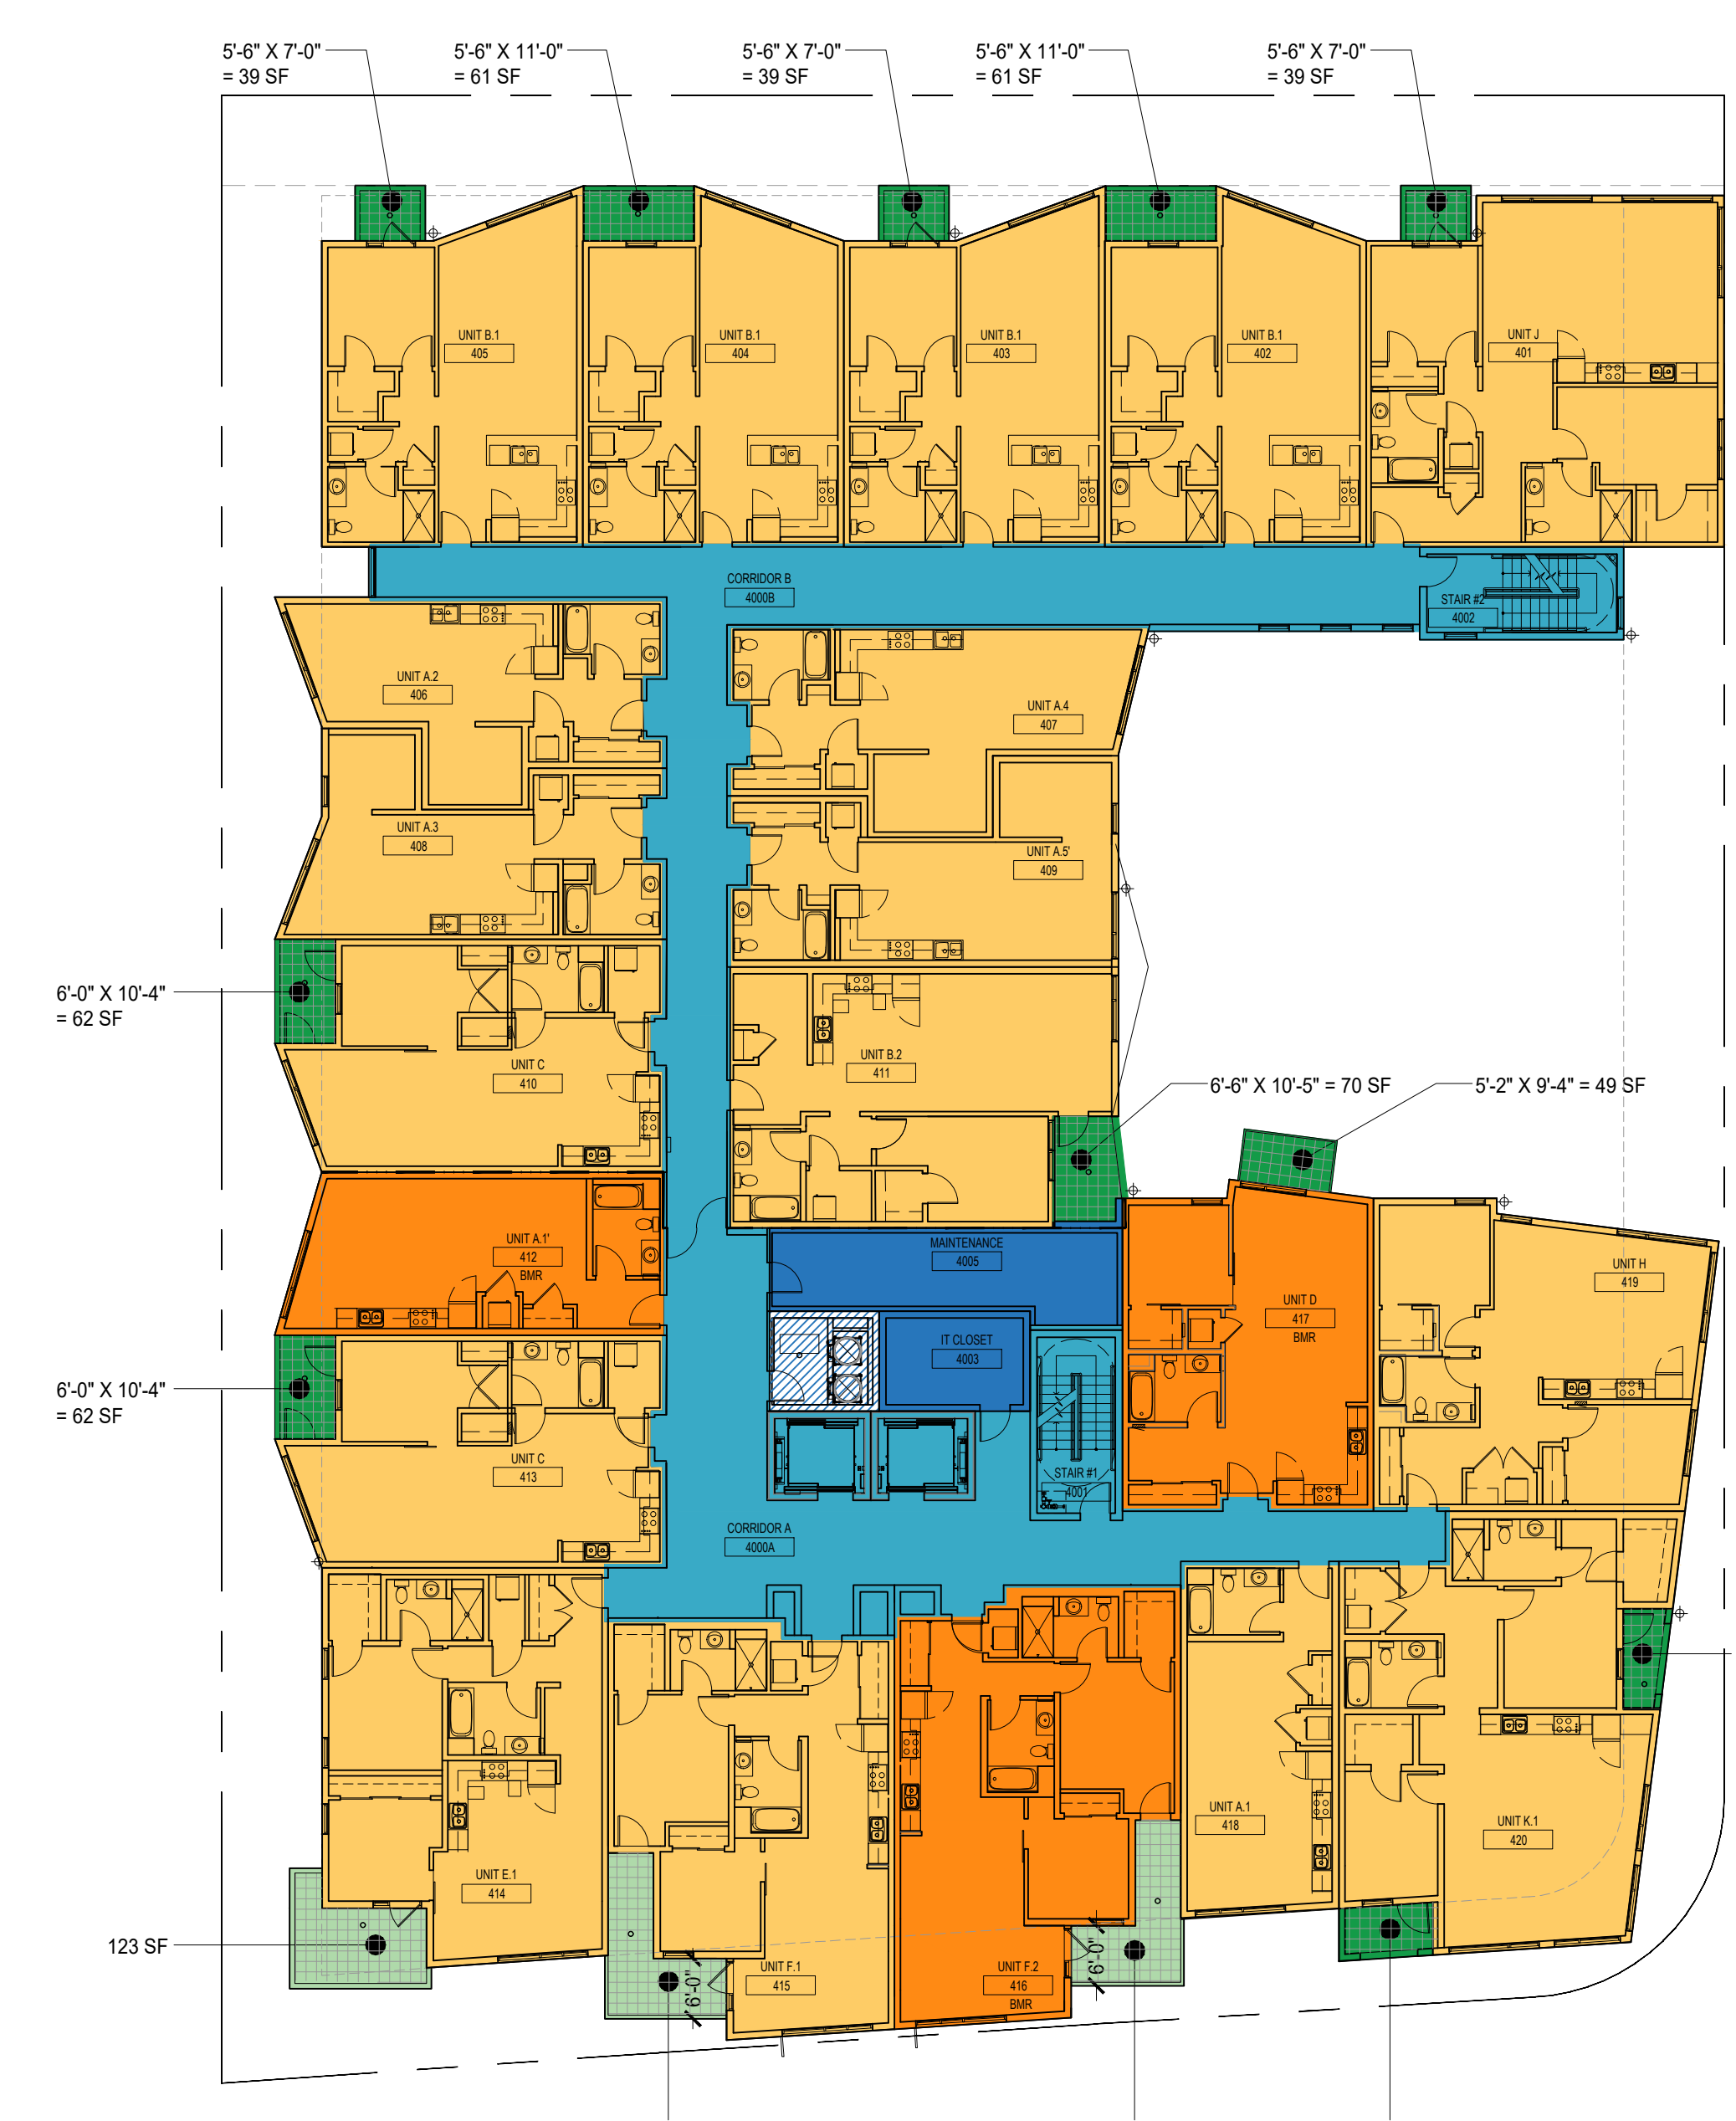 5'-6" X 7'-0"
= 39 SF
5'-6" X 11'-0"
= 61 SF
5'-6" X 7'-0"
= 39 SF
5'-6" X 11'-0"
= 61 SF
5'-6" X 7'-0"
= 39 SF
UNIT B.1
405
UNIT B.1
404
UNIT B.1
403
UNIT B.1
402
UNIT J
401
CORRIDOR B
4000B
STAIR #2
4002
UNIT A.2
406
UNIT A.4
407
UNIT A.3
408
UNIT A.5'
409
6'-0" X 10'-4"
= 62 SF
UNIT C
410
UNIT B.2
411
6'-6" X 10'-5" = 70 SF
5'-2" X 9'-4" = 49 SF
UNIT A.1'
412
BMR
MAINTENANCE
4005
UNIT H
419
UNIT D
417
BMR
IT CLOSET
4003
6'-0" X 10'-4"
= 62 SF
UNIT C
413
STAIR #1
4001
CORRIDOR A
4000A
UNIT A.1
418
UNIT K.1
420
UNIT E.1
414
123 SF
UNIT F.1
415
6'-0"
UNIT F.2
416
BMR
6'-0"